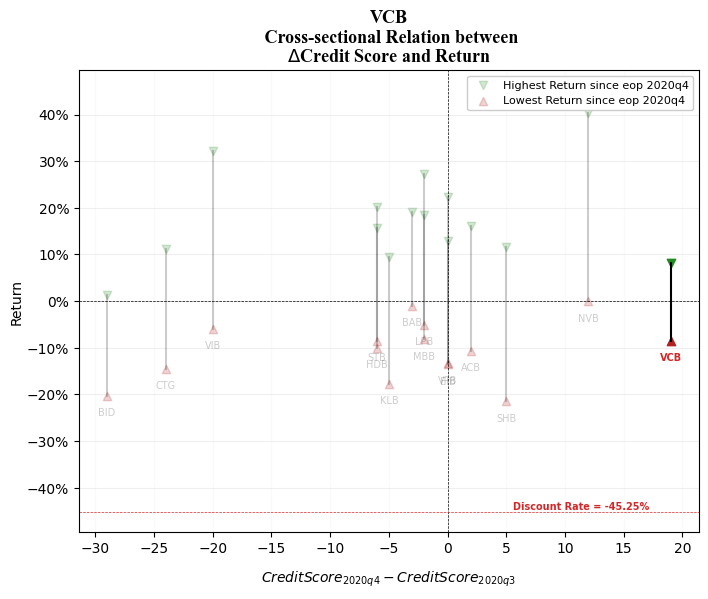 VCB
Cross-sectional Relation between
ΔCredit Score and Return
Highest Return since eop 2020q4
Lowest Return since eop 2020q4
40%
30%
20%
10%
0%
−10%
−20%
−30%
−40%
Return
BID
CTG
VIB
STB
HDB
KLB
BAB
MBB
ACB
SHB
NVB
VCB
Discount Rate = -45.25%
−30 −25 −20 −15 −10 −5 0 5 10 15 20
CreditScore2020q4 − CreditScore2020q3